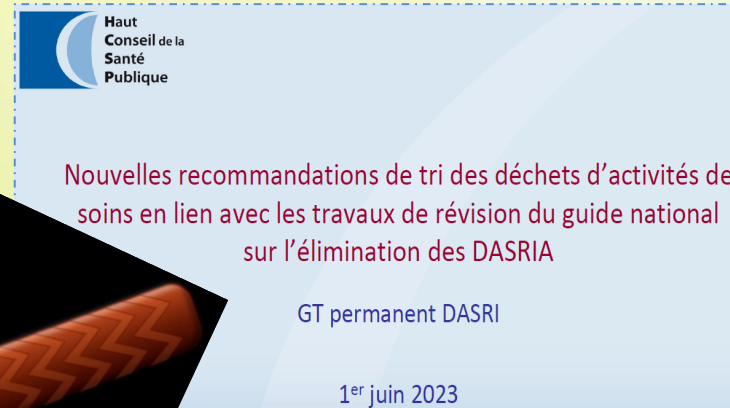 Haut
Conseil de la
Santé
Publique
Nouvelles recommandations de tri des déchets d’activités de
soins en lien avec les travaux de révision du guide national
sur l’élimination des DASRIA
GT permanent DASRI
1er juin 2023